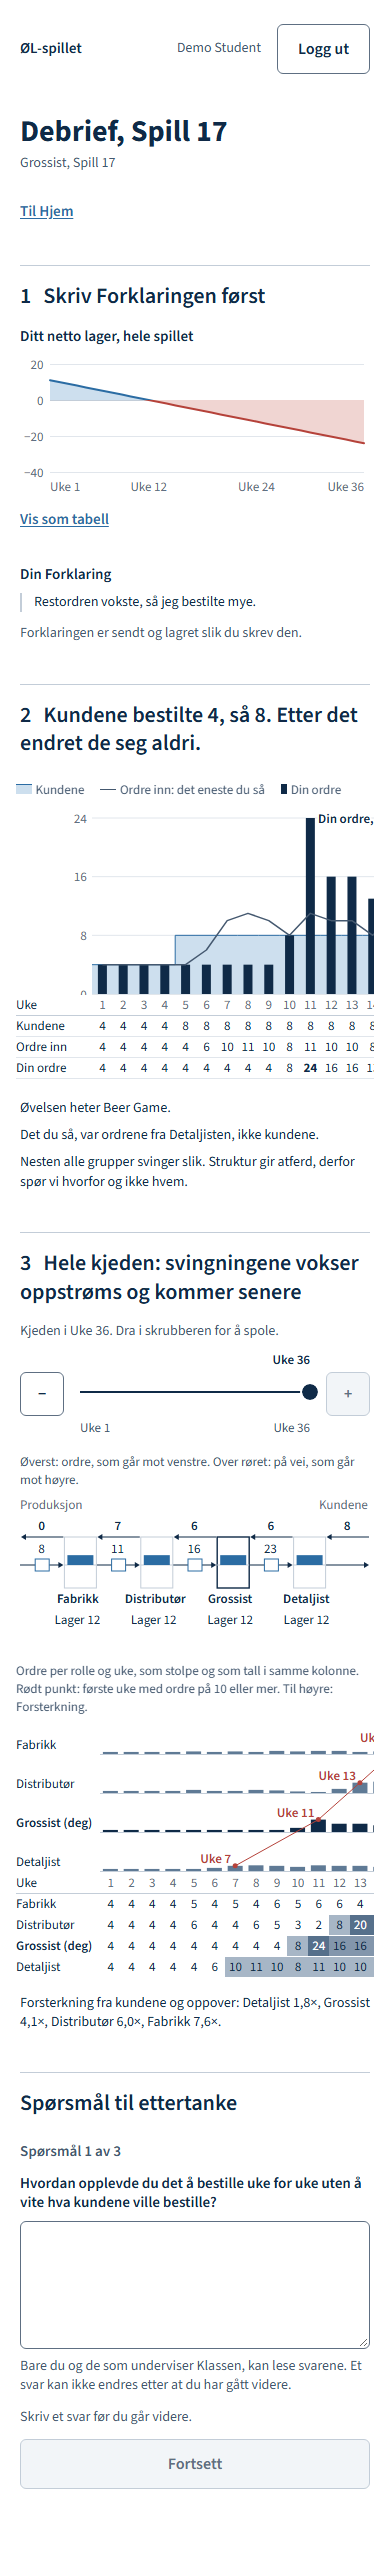 ØL-spillet
Demo Student
Logg ut
Debrief, Spill 17
Grossist, Spill 17
Til Hjem
1 Skriv Forklaringen først
Ditt netto lager, hele spillet
20
0
−20
−40
Uke 1 Uke 12 Uke 24 Uke 36
Vis som tabell
Din Forklaring
Restordren vokste, så jeg bestilte mye.
Forklaringen er sendt og lagret slik du skrev den.
2 Kundene bestilte 4, så 8. Etter det
endret de seg aldri.
Kundene Ordre inn: det eneste du så Din ordre
24 Din ordre,
16
8
0
Uke 1 2 3 4 5 6 7 8 9 10 11 12 13
Kundene 4 4 4 4 8 8 8 8 8 8 8 8 8
Ordre inn 4 4 4 4 4 6 10 11 10 8 11 10 10
Din ordre 4 4 4 4 4 4 4 4 4 8 24 16 16
Øvelsen heter Beer Game.
Det du så, var ordrene fra Detaljisten, ikke kundene.
Nesten alle grupper svinger slik. Struktur gir atferd, derfor
spør vi hvorfor og ikke hvem.
3 Hele kjeden: svingningene vokser
oppstrøms og kommer senere
Kjeden i Uke 36. Dra i skrubberen for å spole.
Uke 36
− +
Uke 1 Uke 36
Øverst: ordre, som går mot venstre. Over røret: på vei, som går
mot høyre.
Produksjon Kundene
0 7 6 6 8
8 11 16 23
Fabrikk Distributør Grossist Detaljist
Lager 12 Lager 12 Lager 12 Lager 12
Ordre per rolle og uke, som stolpe og som tall i samme kolonne.
Rødt punkt: første uke med ordre på 10 eller mer. Til høyre:
Forsterkning.
Fabrikk
Distributør Uke 13
Grossist (deg) Uke 11
Detaljist Uke 7
Uke 1 2 3 4 5 6 7 8 9 10 11 12 13
Fabrikk 4 4 4 4 5 4 5 4 6 5 6 6 4
Distributør 4 4 4 4 6 4 4 6 5 3 2 8 20
Grossist (deg) 4 4 4 4 4 4 4 4 4 8 24 16 16
Detaljist 4 4 4 4 4 6 10 11 10 8 11 10 10
Forsterkning fra kundene og oppover: Detaljist 1,8×, Grossist
4,1×, Distributør 6,0×, Fabrikk 7,6×.
Spørsmål til ettertanke
Spørsmål 1 av 3
Hvordan opplevde du det å bestille uke for uke uten å
vite hva kundene ville bestille?
Bare du og de som underviser Klassen, kan lese svarene. Et
svar kan ikke endres etter at du har gått videre.
Skriv et svar før du går videre.
Fortsett